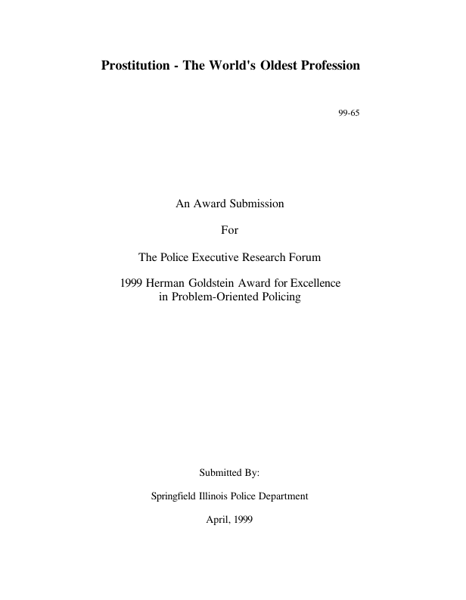 Prostitution - The World's Oldest Profession
99-65
An Award Submission
For
The Police Executive Research Forum
1999 Herman Goldstein Award for Excellence
in Problem-Oriented Policing
Submitted By:
Springfield Illinois Police Department
April, 1999